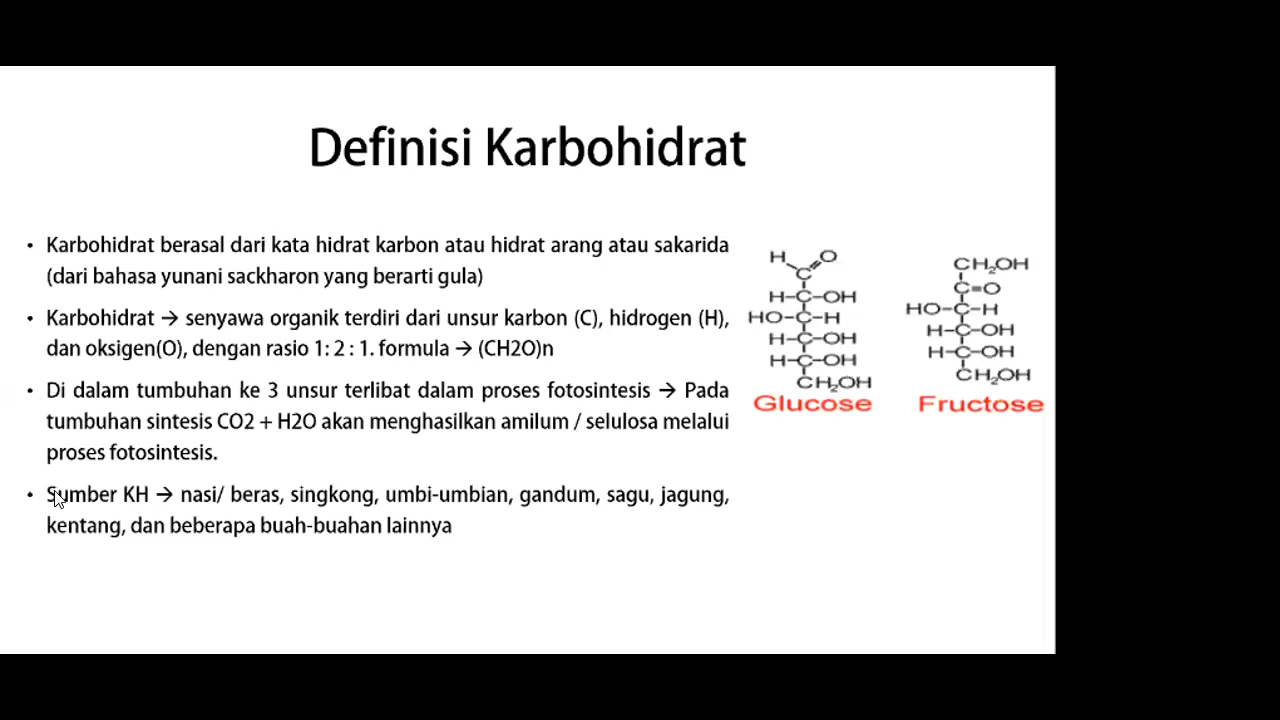 Definisi Karbohidrat
• Karbohidrat berasal dari kata hidrat karbon atau hidrat arang atau sakarida
(dari bahasa yunani sackharon yang berarti gula)
• Karbohidrat → senyawa organik terdiri dari unsur karbon (C), hidrogen (H),
dan oksigen(O), dengan rasio 1: 2 : 1. formula → (CH2O)n
• Di dalam tumbuhan ke 3 unsur terlibat dalam proses fotosintesis → Pada
tumbuhan sintesis CO2 + H2O akan menghasilkan amilum / selulosa melalui
proses fotosintesis.
• Sumber KH → nasi/ beras, singkong, umbi-umbian, gandum, sagu, jagung,
kentang, dan beberapa buah-buahan lainnya
H O
C
H-C-OH
HO-C-H
H-C-OH
H-C-OH
CH₂OH
Glucose
CH₂OH
C=O
HO-C-H
H-C-OH
H-C-OH
CH₂OH
Fructose